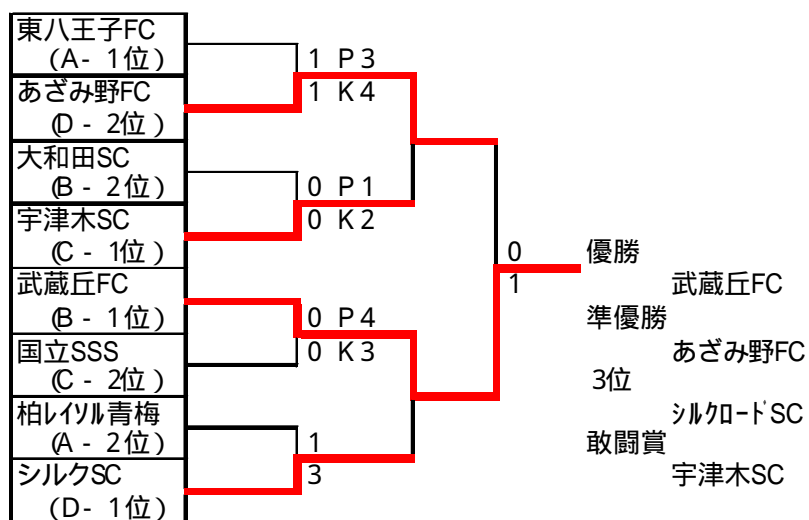 東八王子FC
(A- 1位)
1 P 3
あざみ野FC
1 K 4
(D - 2位)
大和田SC
(B - 2位)
0 P 1
宇津木SC
0 K 2
(C - 1位)
0
優勝
武蔵丘FC
1
武蔵丘FC
(B - 1位)
0 P 4
準優勝
国立SSS
0 K 3
あざみ野FC
(C - 2位)
3位
柏ﾚｲｿﾙ青梅
ｼﾙｸﾛｰﾄﾞSC
(A - 2位)
1
敢闘賞
シルクSC
3
宇津木SC
(D- 1位)